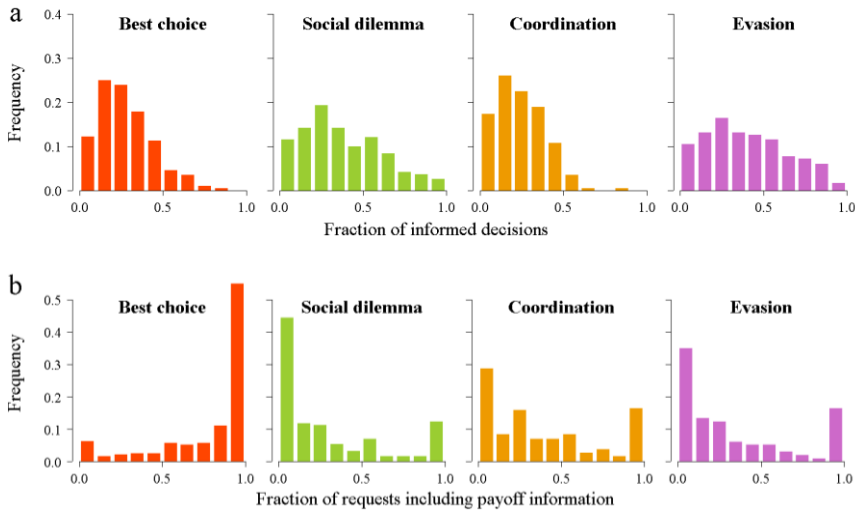 a
Best choice Social dilemma Coordination Evasion
Frequency
0.4
0.3
0.2
0.1
0.0
0.0 0.5 1.0 0.0 0.5 1.0 0.0 0.5 1.0 0.0 0.5 1.0
Fraction of informed decisions
b
Best choice Social dilemma Coordination Evasion
Frequency
0.5
0.4
0.3
0.2
0.1
0.0
0.0 0.5 1.0 0.0 0.5 1.0 0.0 0.5 1.0 0.0 0.5 1.0
Fraction of requests including payoff information